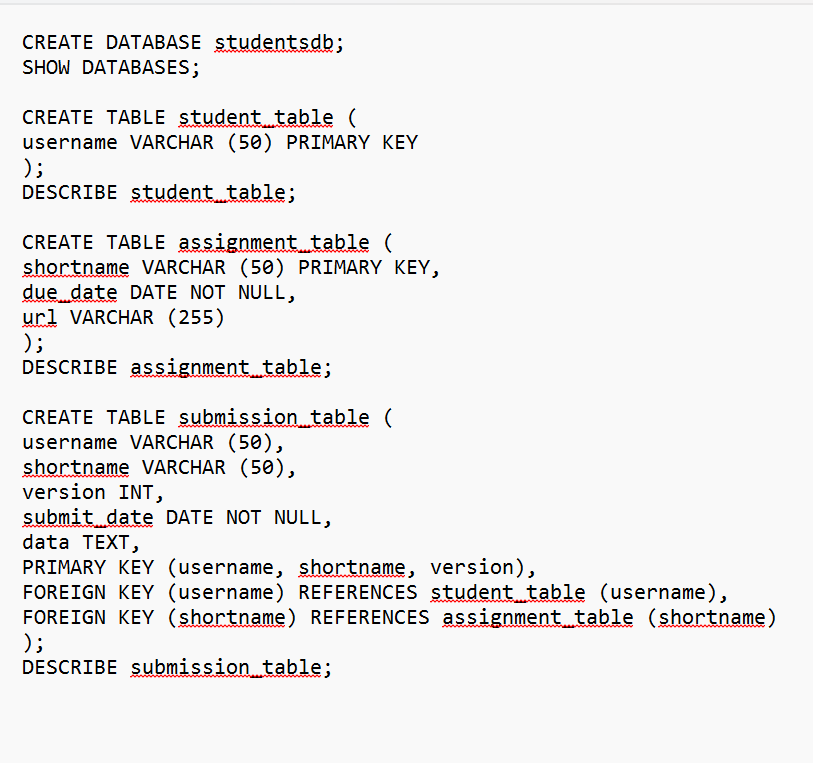 CREATE DATABASE studentsdb;
SHOW DATABASES;
CREATE TABLE student_table (
username VARCHAR (50) PRIMARY KEY
);
DESCRIBE student_table;
CREATE TABLE assignment_table (
shortname VARCHAR (50) PRIMARY KEY,
due_date DATE NOT NULL,
url VARCHAR (255)
);
DESCRIBE assignment_table;
CREATE TABLE submission_table (
username VARCHAR (50),
shortname VARCHAR (50),
version INT,
submit_date DATE NOT NULL,
data TEXT,
PRIMARY KEY (username, shortname, version),
FOREIGN KEY (username) REFERENCES student_table (username),
FOREIGN KEY (shortname) REFERENCES assignment_table (shortname)
);
DESCRIBE submission_table;